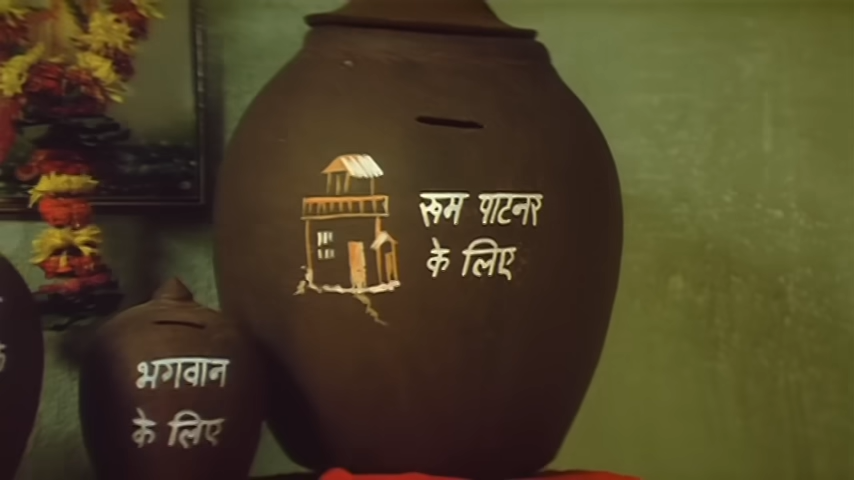 रूम पाटनर
के लिए
भगवान
के लिए